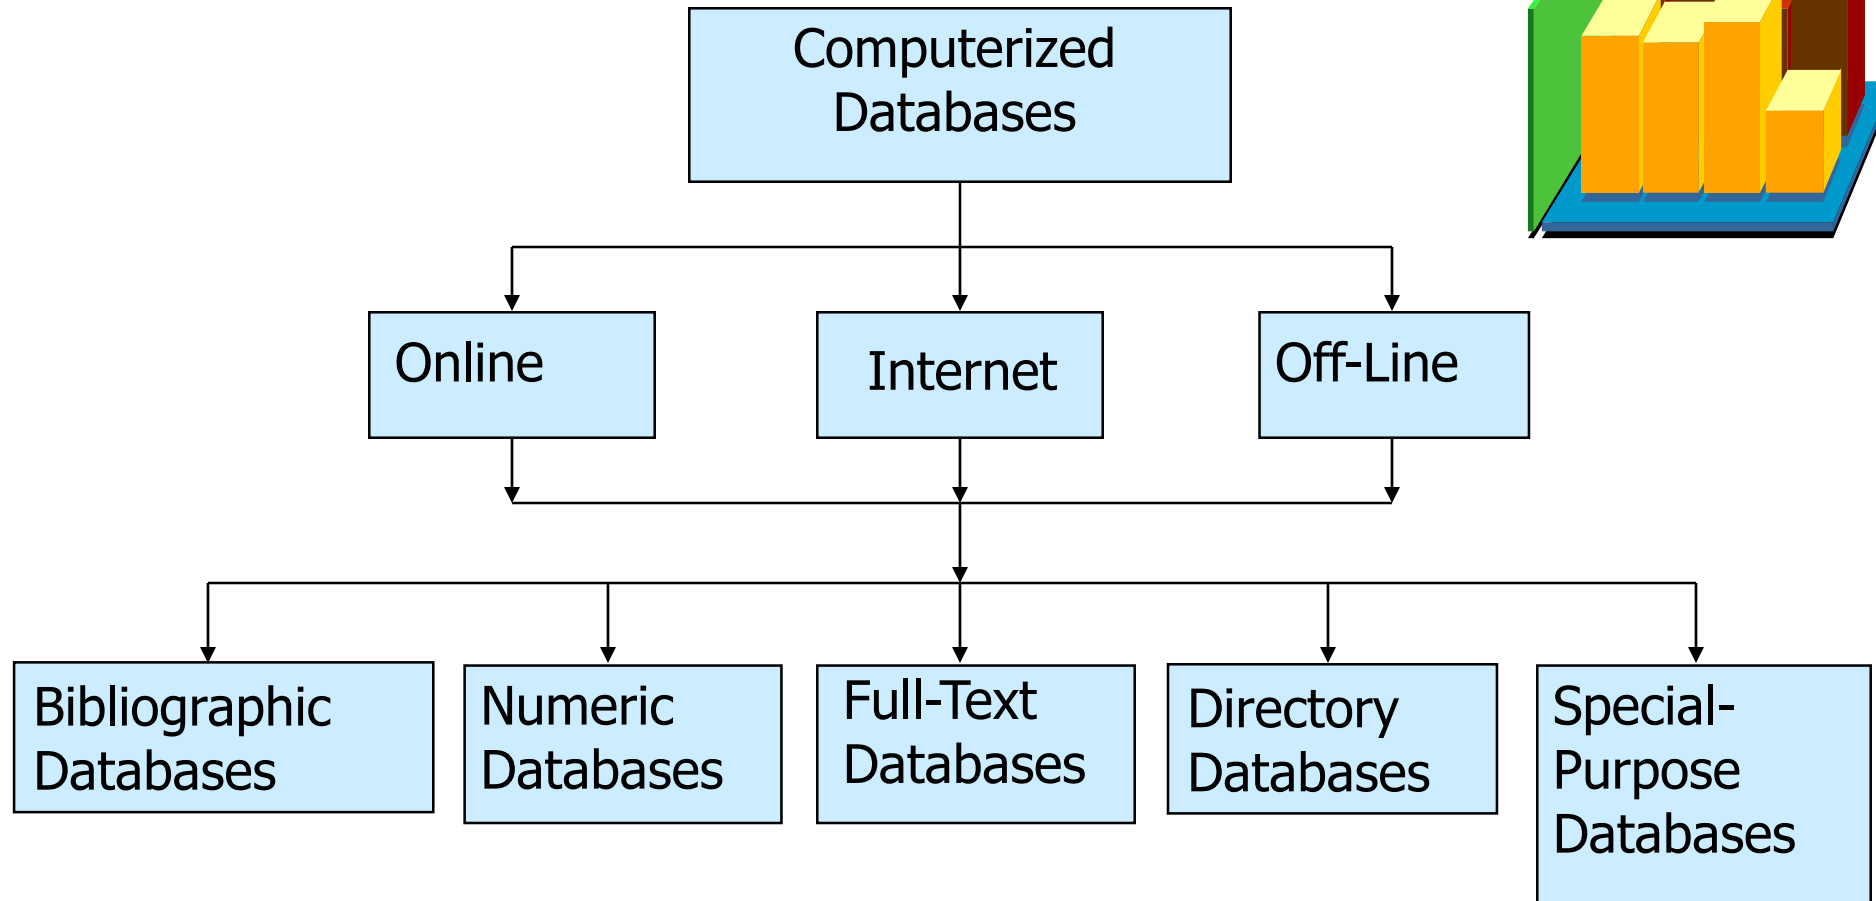 Computerized
Databases
Online
Internet
Off-Line
Bibliographic
Databases
Numeric
Databases
Full-Text
Databases
Directory
Databases
Special-
Purpose
Databases